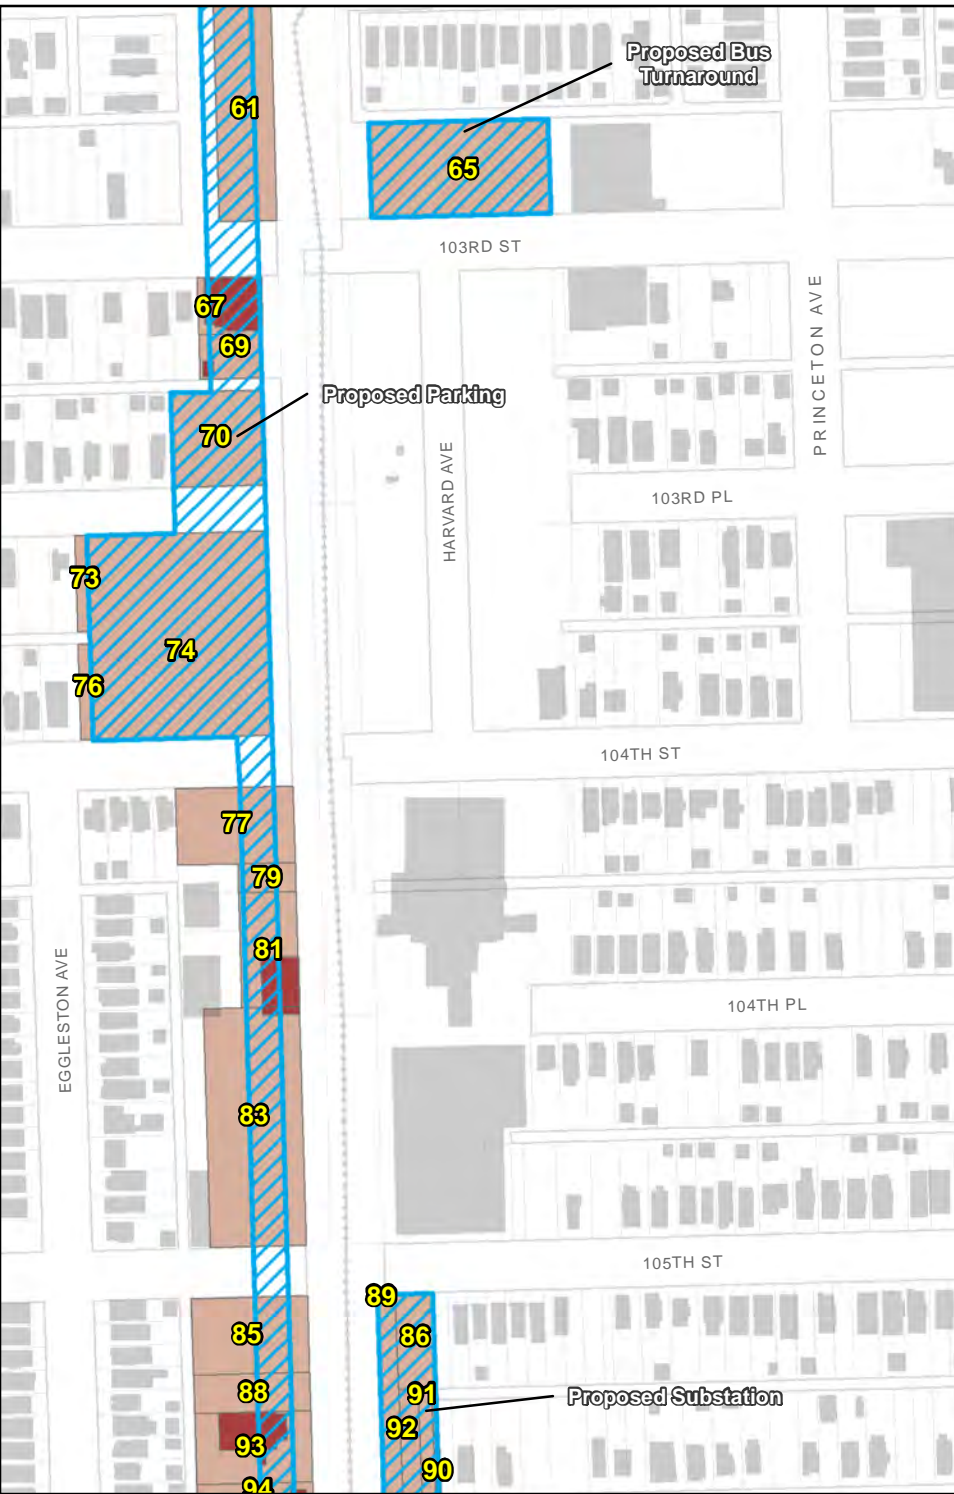 Proposed Bus
Turnaround
61
65
103RD ST
67
69
PRINCETON AVE
Proposed Parking
70
HARVARD AVE
103RD PL
73
74
76
104TH ST
77
79
81
EGGLESTON AVE
104TH PL
83
105TH ST
89
85
86
88
91
Proposed Substation
92
93
90
94